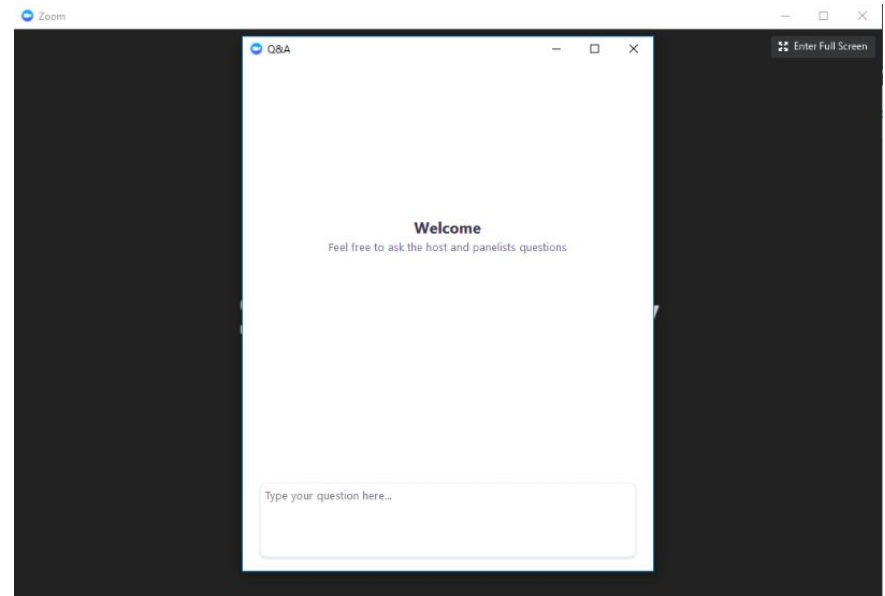 Zoom
Enter Full Screen
Q&A
Welcome
Feel free to ask the host and panelists questions
Type your question here...